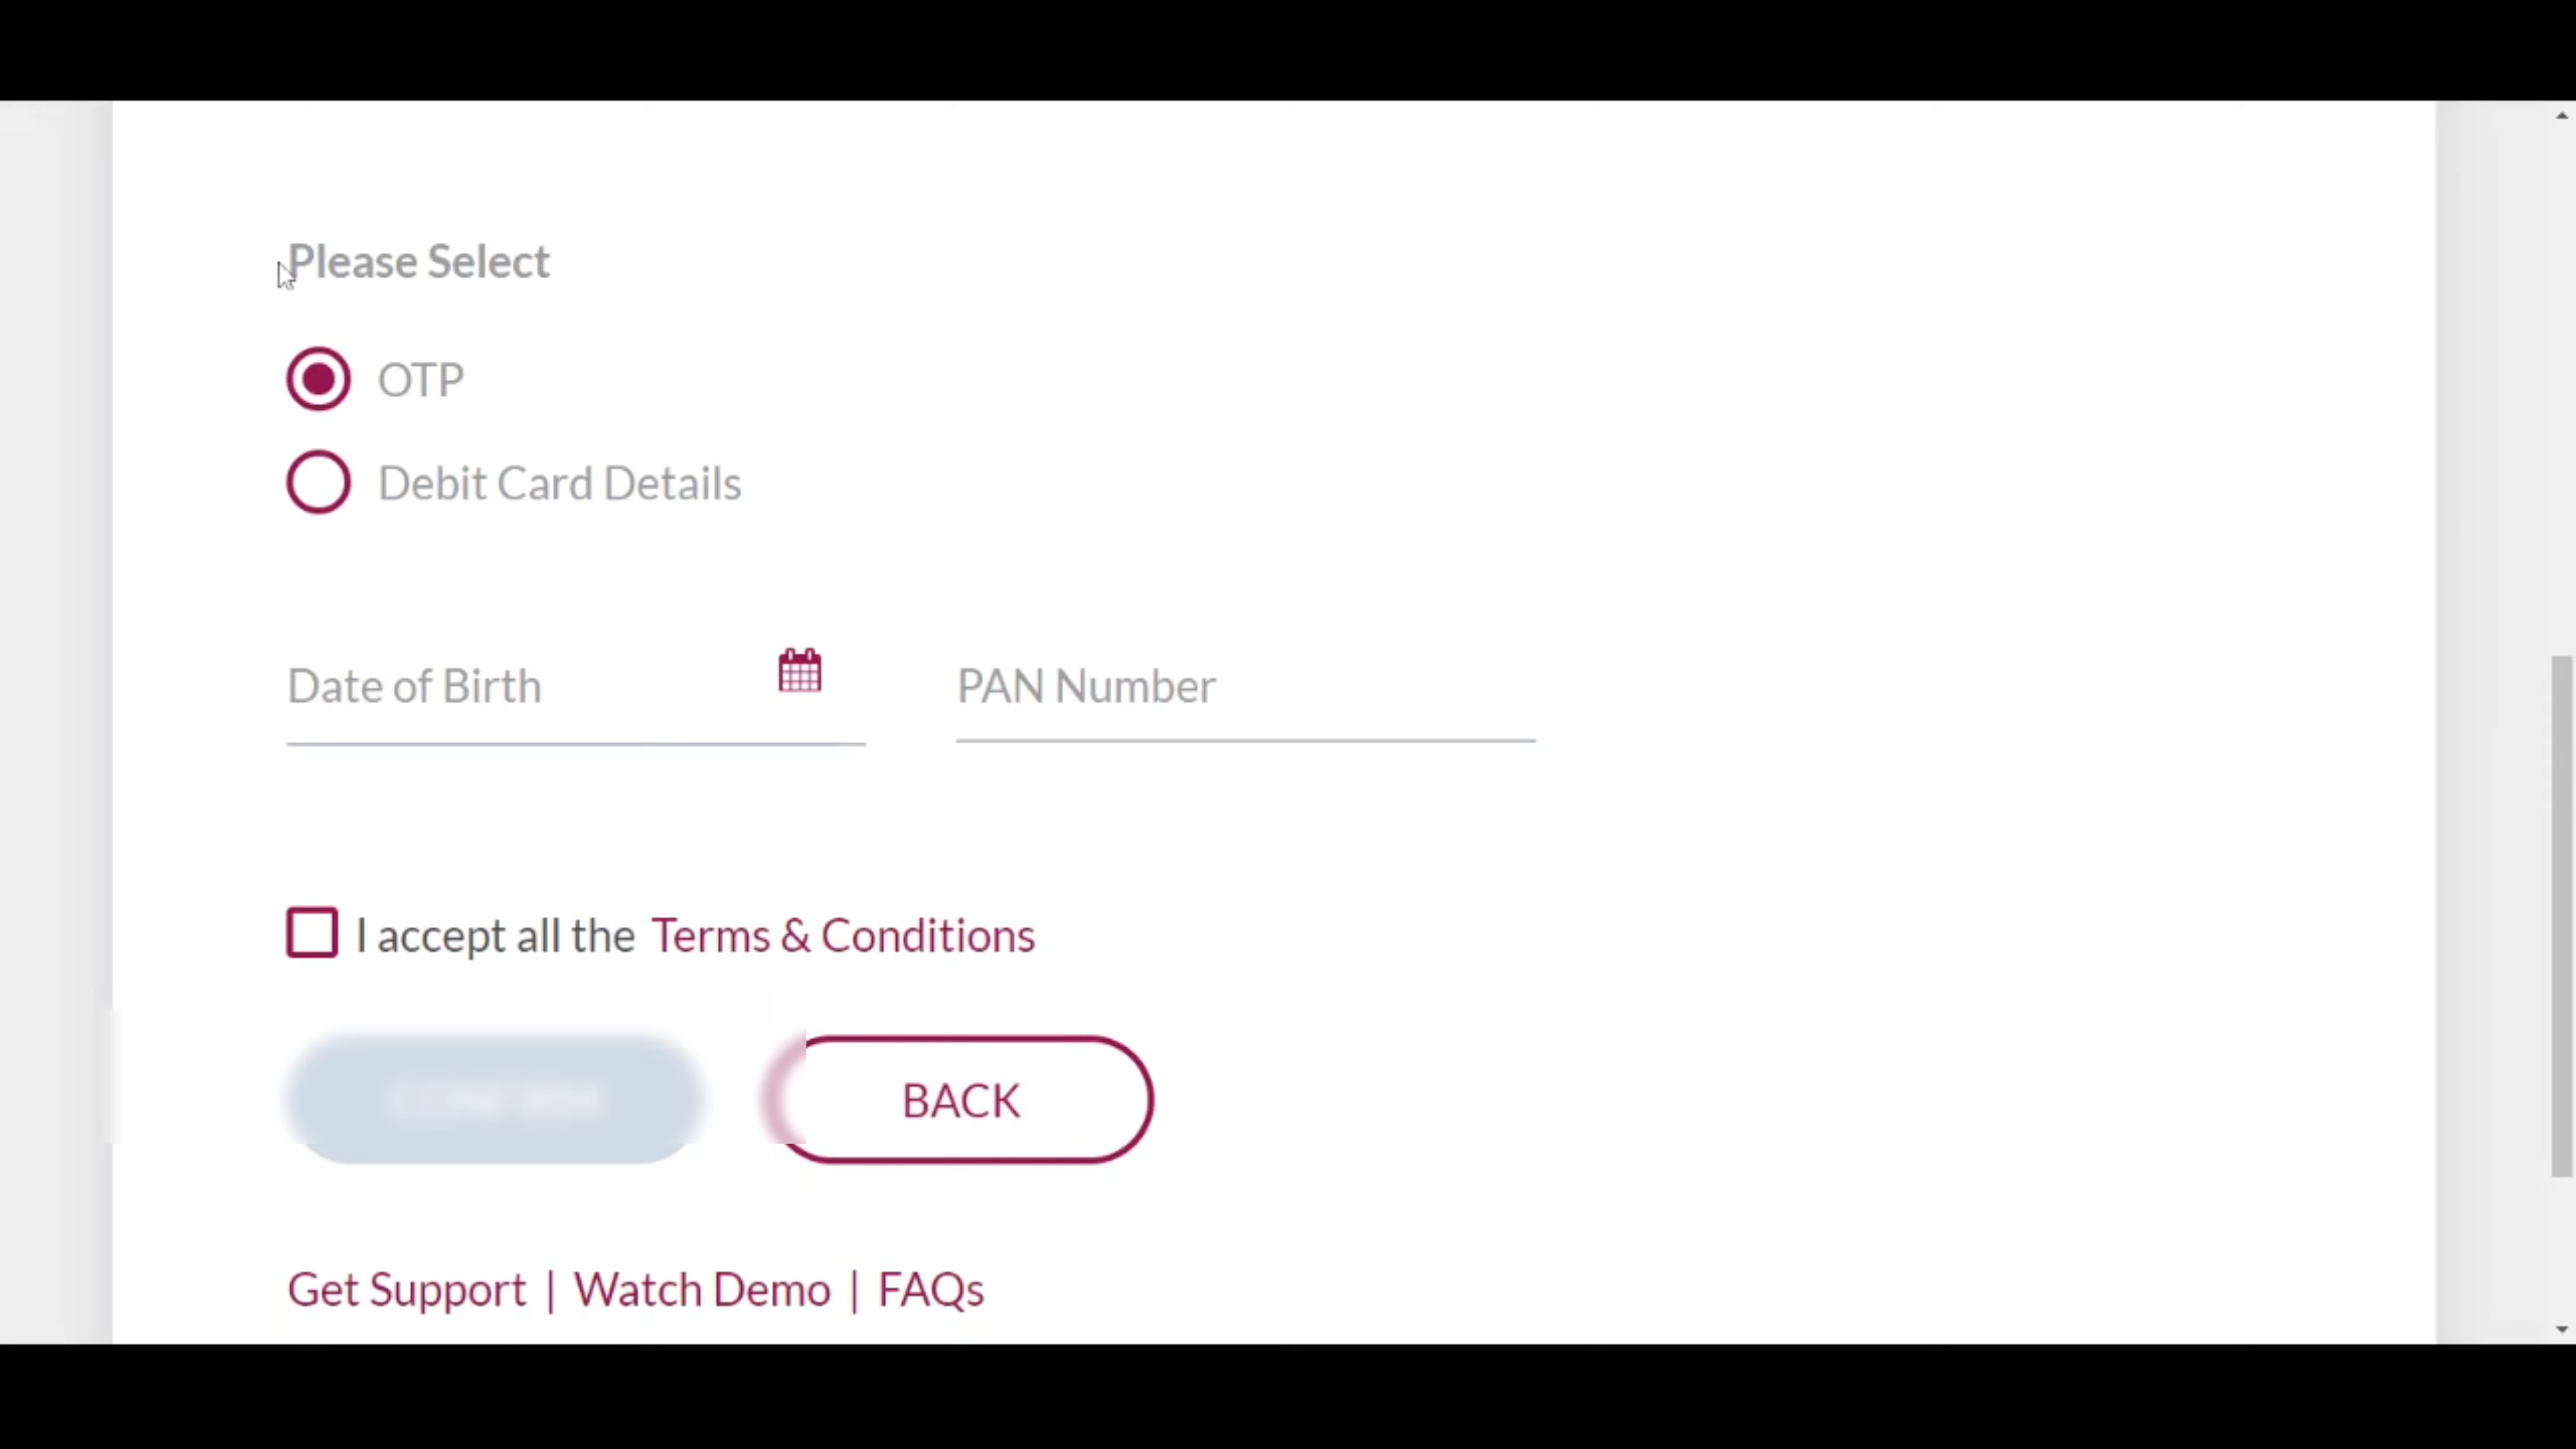 Please Select
OTP
Debit Card Details
Date of Birth
PAN Number
I accept all the Terms & Conditions
BACK
Get Support | Watch Demo | FAQs